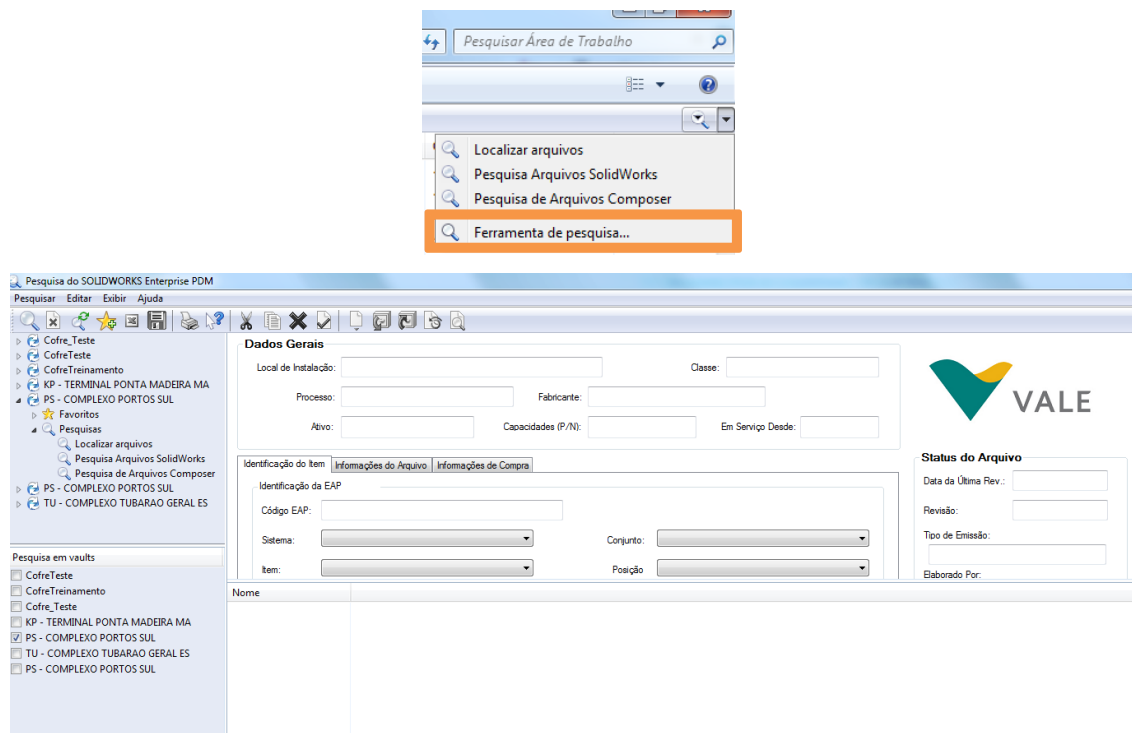 Pesquisar Área de Trabalho
Localizar arquivos
Pesquisa Arquivos SolidWorks
Pesquisa de Arquivos Composer
Ferramenta de pesquisa...
Pesquisa do SOLIDWORKS Enterprise PDM
Pesquisar Editar Exibir Ajuda
Cofre_Teste
CofreTeste
CofreTreinamento
KP - TERMINAL PONTA MADEIRA MA
PS - COMPLEXO PORTOS SUL
Favoritos
Pesquisas
Localizar arquivos
Pesquisa Arquivos SolidWorks
Pesquisa de Arquivos Composer
PS - COMPLEXO PORTOS SUL
TU - COMPLEXO TUBARAO GERAL ES
Pesquisa em vaults
CofreTeste
CofreTreinamento
Cofre_Teste
KP - TERMINAL PONTA MADEIRA MA
PS - COMPLEXO PORTOS SUL
TU - COMPLEXO TUBARAO GERAL ES
PS - COMPLEXO PORTOS SUL
Dados Gerais
Local de Instalação: Classe:
Processo: Fabricante:
Ativo: Capacidades (P/N): Em Serviço Desde:
Identificação do Item Informações do Arquivo Informações de Compra
Identificação da EAP
Código EAP:
Sistema: Conjunto:
Item: Posição
Nome
VALE
Status do Arquivo
Data da Última Rev.:
Revisão:
Tipo de Emissão:
Elaborado Por: